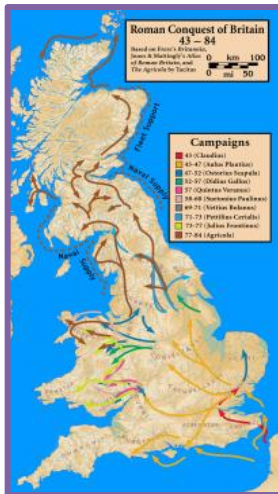 Roman Conquest of Britain
43 – 84
Based on Frere's Britannia,
Jones & Mattingly's Atlas
of Roman Britain, and
The Agricola by Tacitus
0 km 100
0 mi 50
Fleet Support
Naval Supply
Naval Supply
Campaigns
43 (Claudius)
43-47 (Aulus Plautius)
47-52 (Ostorius Scapula)
52-57 (Didius Gallus)
57 (Quintus Veranus)
58-60 (Suetonius Paulinus)
69-71 (Vettius Bolanus)
71-73 (Petillius Cerialis)
73-77 (Julius Frontinus)
77-84 (Agricola)